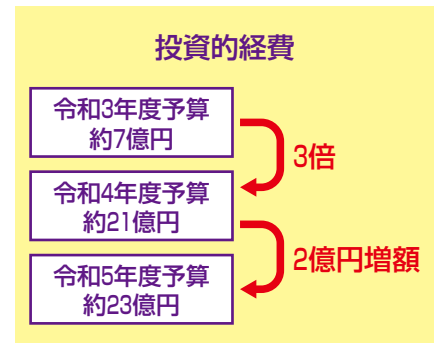 投資的経費
令和3年度予算
約7億円
3倍
令和4年度予算
約21億円
2億円増額
令和5年度予算
約23億円